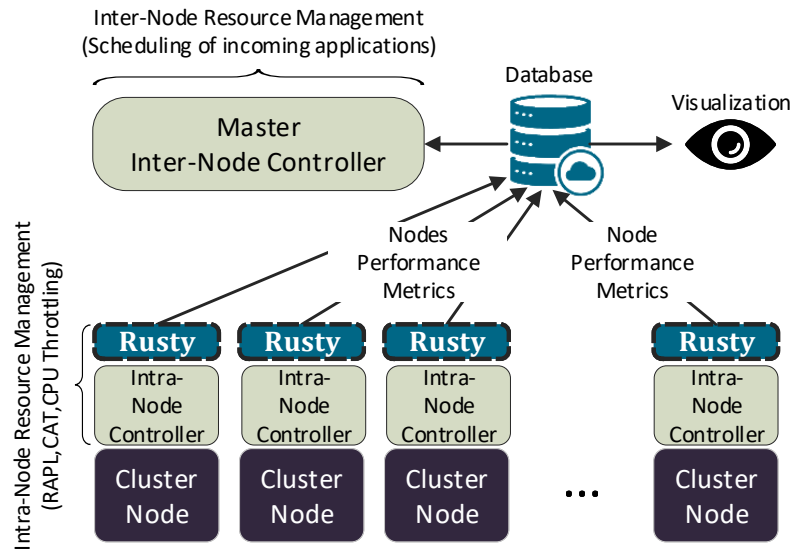 Inter-Node Resource Management
(Scheduling of incoming applications)
Database
Visualization
Master
Inter-Node Controller
Nodes
Performance
Metrics
Node
Performance
Metrics
Intra-Node Resource Management
(RAPL,CAT,CPU Throttling)
Rusty
Rusty
Rusty
Rusty
Intra-
Node
Controller
Intra-
Node
Controller
Intra-
Node
Controller
Intra-
Node
Controller
Cluster
Node
Cluster
Node
Cluster
Node
...
Cluster
Node